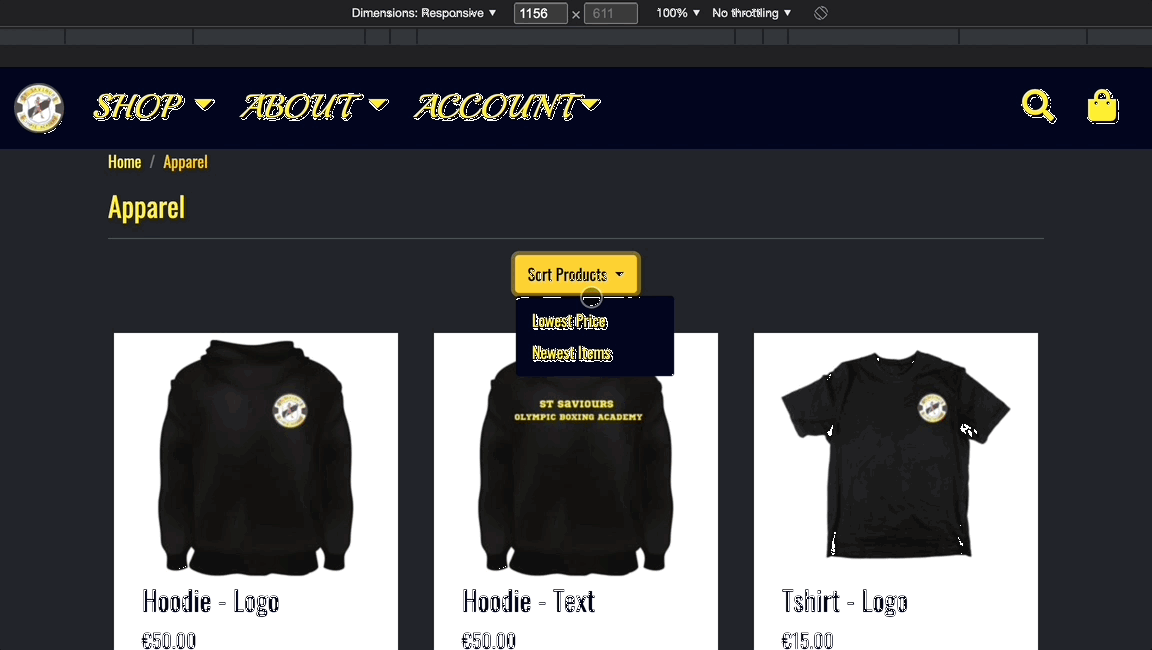 Dimensions: Responsive ▼ 1156 × 611 100% ▼ No throttling ▼
SHOP ABOUT ACCOUNT
Home / Apparel
Apparel
Sort Products
Lowest Price
Newest Items
ST SAVIOURS
OLYMPIC BOXING ACADEMY
Hoodie - Logo
€50.00
Hoodie - Text
€50.00
Tshirt - Logo
€15.00